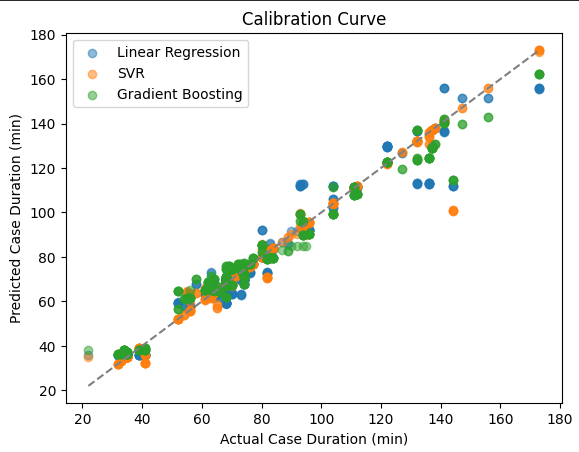 Calibration Curve
Linear Regression
SVR
Gradient Boosting
Predicted Case Duration (min)
180
160
140
120
100
80
60
40
20
20 40 60 80 100 120 140 160 180
Actual Case Duration (min)